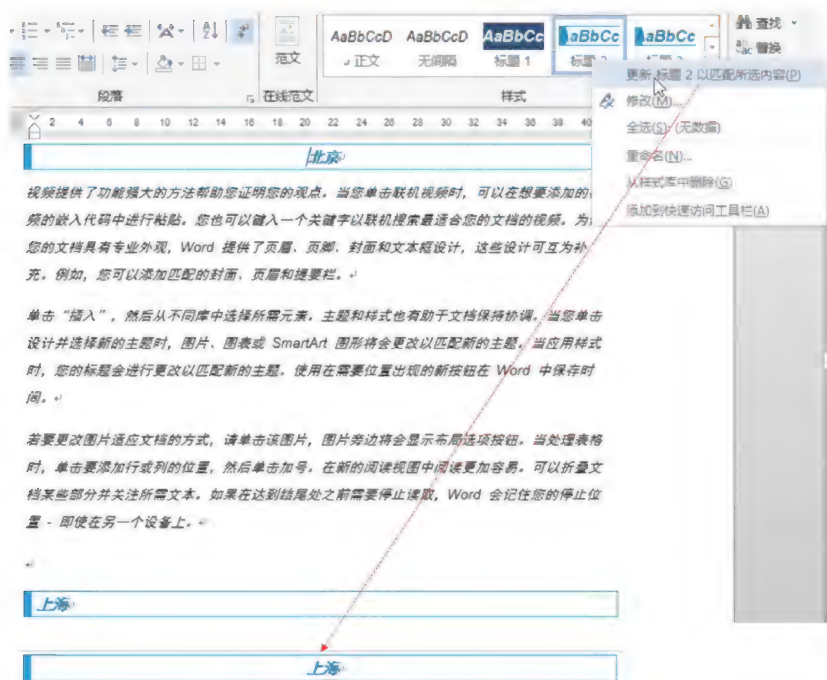 查找
替换
范文
AaBbCcD AaBbCcD AaBbCc AaBbCc AaBbCc
正文 无间隔 标题 1
段落 在线范文 样式
更新 标题 2 以匹配所选内容(P)
修改(M)...
全选(S): (无数据)
重命名(N)...
从样式库中删除(G)
添加到快速访问工具栏(A)
2 4 6 8 10 12 14 16 18 20 22 24 26 28 30 32 34 36 38 40
北京
视频提供了功能强大的方法帮助您证明您的观点。当您单击联机视频时，可以在想要添加的
频的嵌入代码中进行粘贴。您也可以键入一个关键字以联机搜索最适合您的文档的视频。为
您的文档具有专业外观，Word 提供了页眉、页脚、封面和文本框设计，这些设计可互为补
充。例如，您可以添加匹配的封面、页眉和提要栏。
单击“插入”，然后从不同库中选择所需元素。主题和样式也有助于文档保持协调。当您单击
设计并选择新的主题时，图片、图表或 SmartArt 图形将会更改以匹配新的主题。当应用样式
时，您的标题会进行更改以匹配新的主题。使用在需要位置出现的新按钮在 Word 中保存时
间。
若要更改图片适应文档的方式，请单击该图片，图片旁边将会显示布局选项按钮。当处理表格
时，单击要添加行或列的位置，然后单击加号。在新的阅读视图中阅读更加容易。可以折叠文
档某些部分并关注所需文本。如果在达到结尾处之前需要停止读取，Word 会记住您的停止位
置 - 即使在另一个设备上。
上海
上海